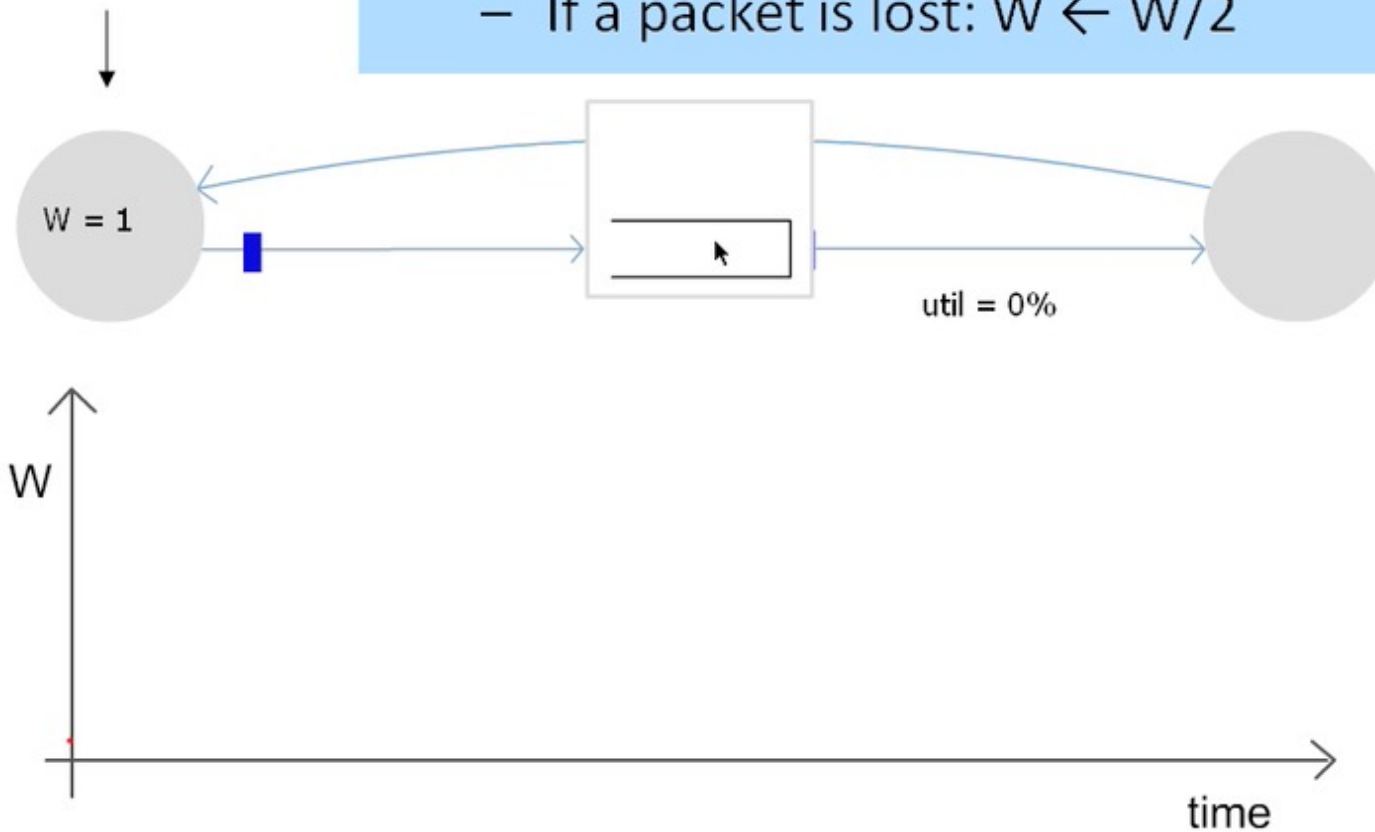 – If a packet is lost: W ← W/2
W = 1
util = 0%
W
time